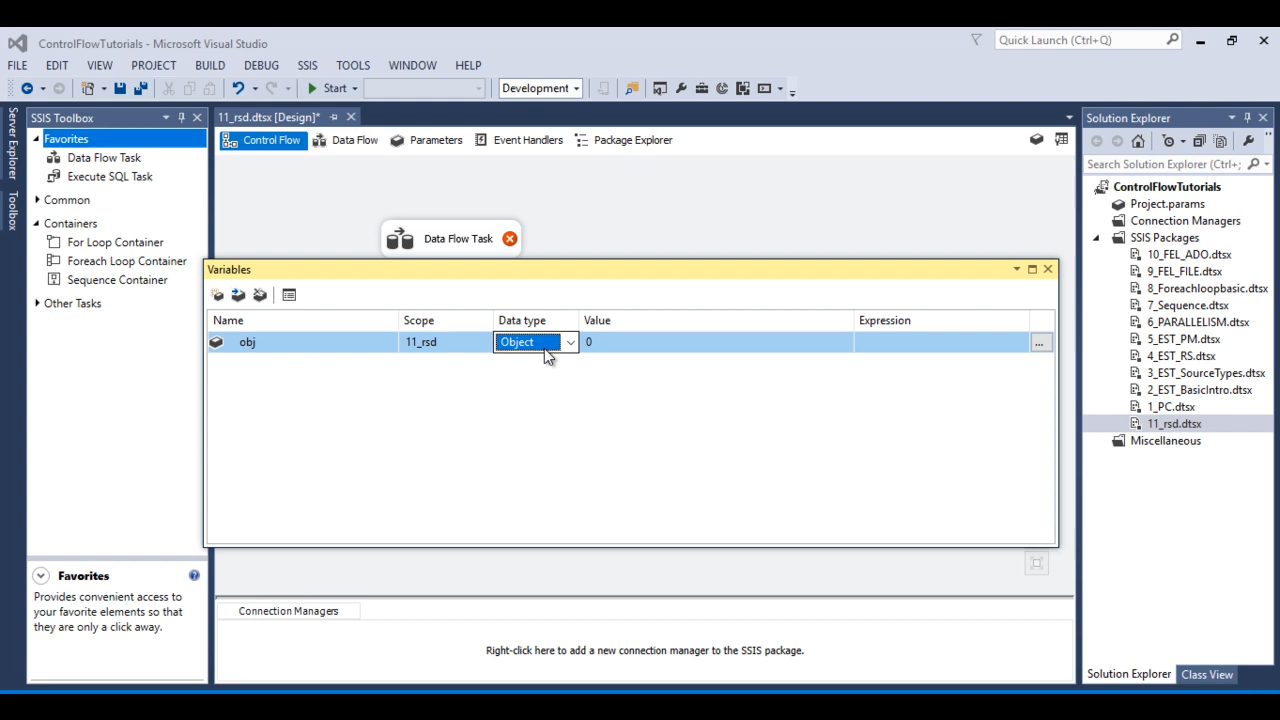 ControlFlowTutorials - Microsoft Visual Studio
Quick Launch (Ctrl+Q)
FILE EDIT VIEW PROJECT BUILD DEBUG SSIS TOOLS WINDOW HELP
Start
Development
Server Explorer
Toolbox
SSIS Toolbox
Favorites
Data Flow Task
Execute SQL Task
Common
Containers
For Loop Container
Foreach Loop Container
Sequence Container
Other Tasks
Favorites
Provides convenient access to
your favorite elements so that
they are only a click away.
11_rsd.dtsx [Design]*
Control Flow Data Flow Parameters Event Handlers Package Explorer
Data Flow Task
Variables
Name Scope Data type Value Expression
obj 11_rsd Object 0 ...
Connection Managers
Right-click here to add a new connection manager to the SSIS package.
Solution Explorer
Search Solution Explorer (Ctrl+;
ControlFlowTutorials
Project.params
Connection Managers
SSIS Packages
10_FEL_ADO.dtsx
9_FEL_FILE.dtsx
8_Foreachloopbasic.dtsx
7_Sequence.dtsx
6_PARALLELISM.dtsx
5_EST_PM.dtsx
4_EST_RS.dtsx
3_EST_SourceTypes.dtsx
2_EST_BasicIntro.dtsx
1_PC.dtsx
11_rsd.dtsx
Miscellaneous
Solution Explorer Class View